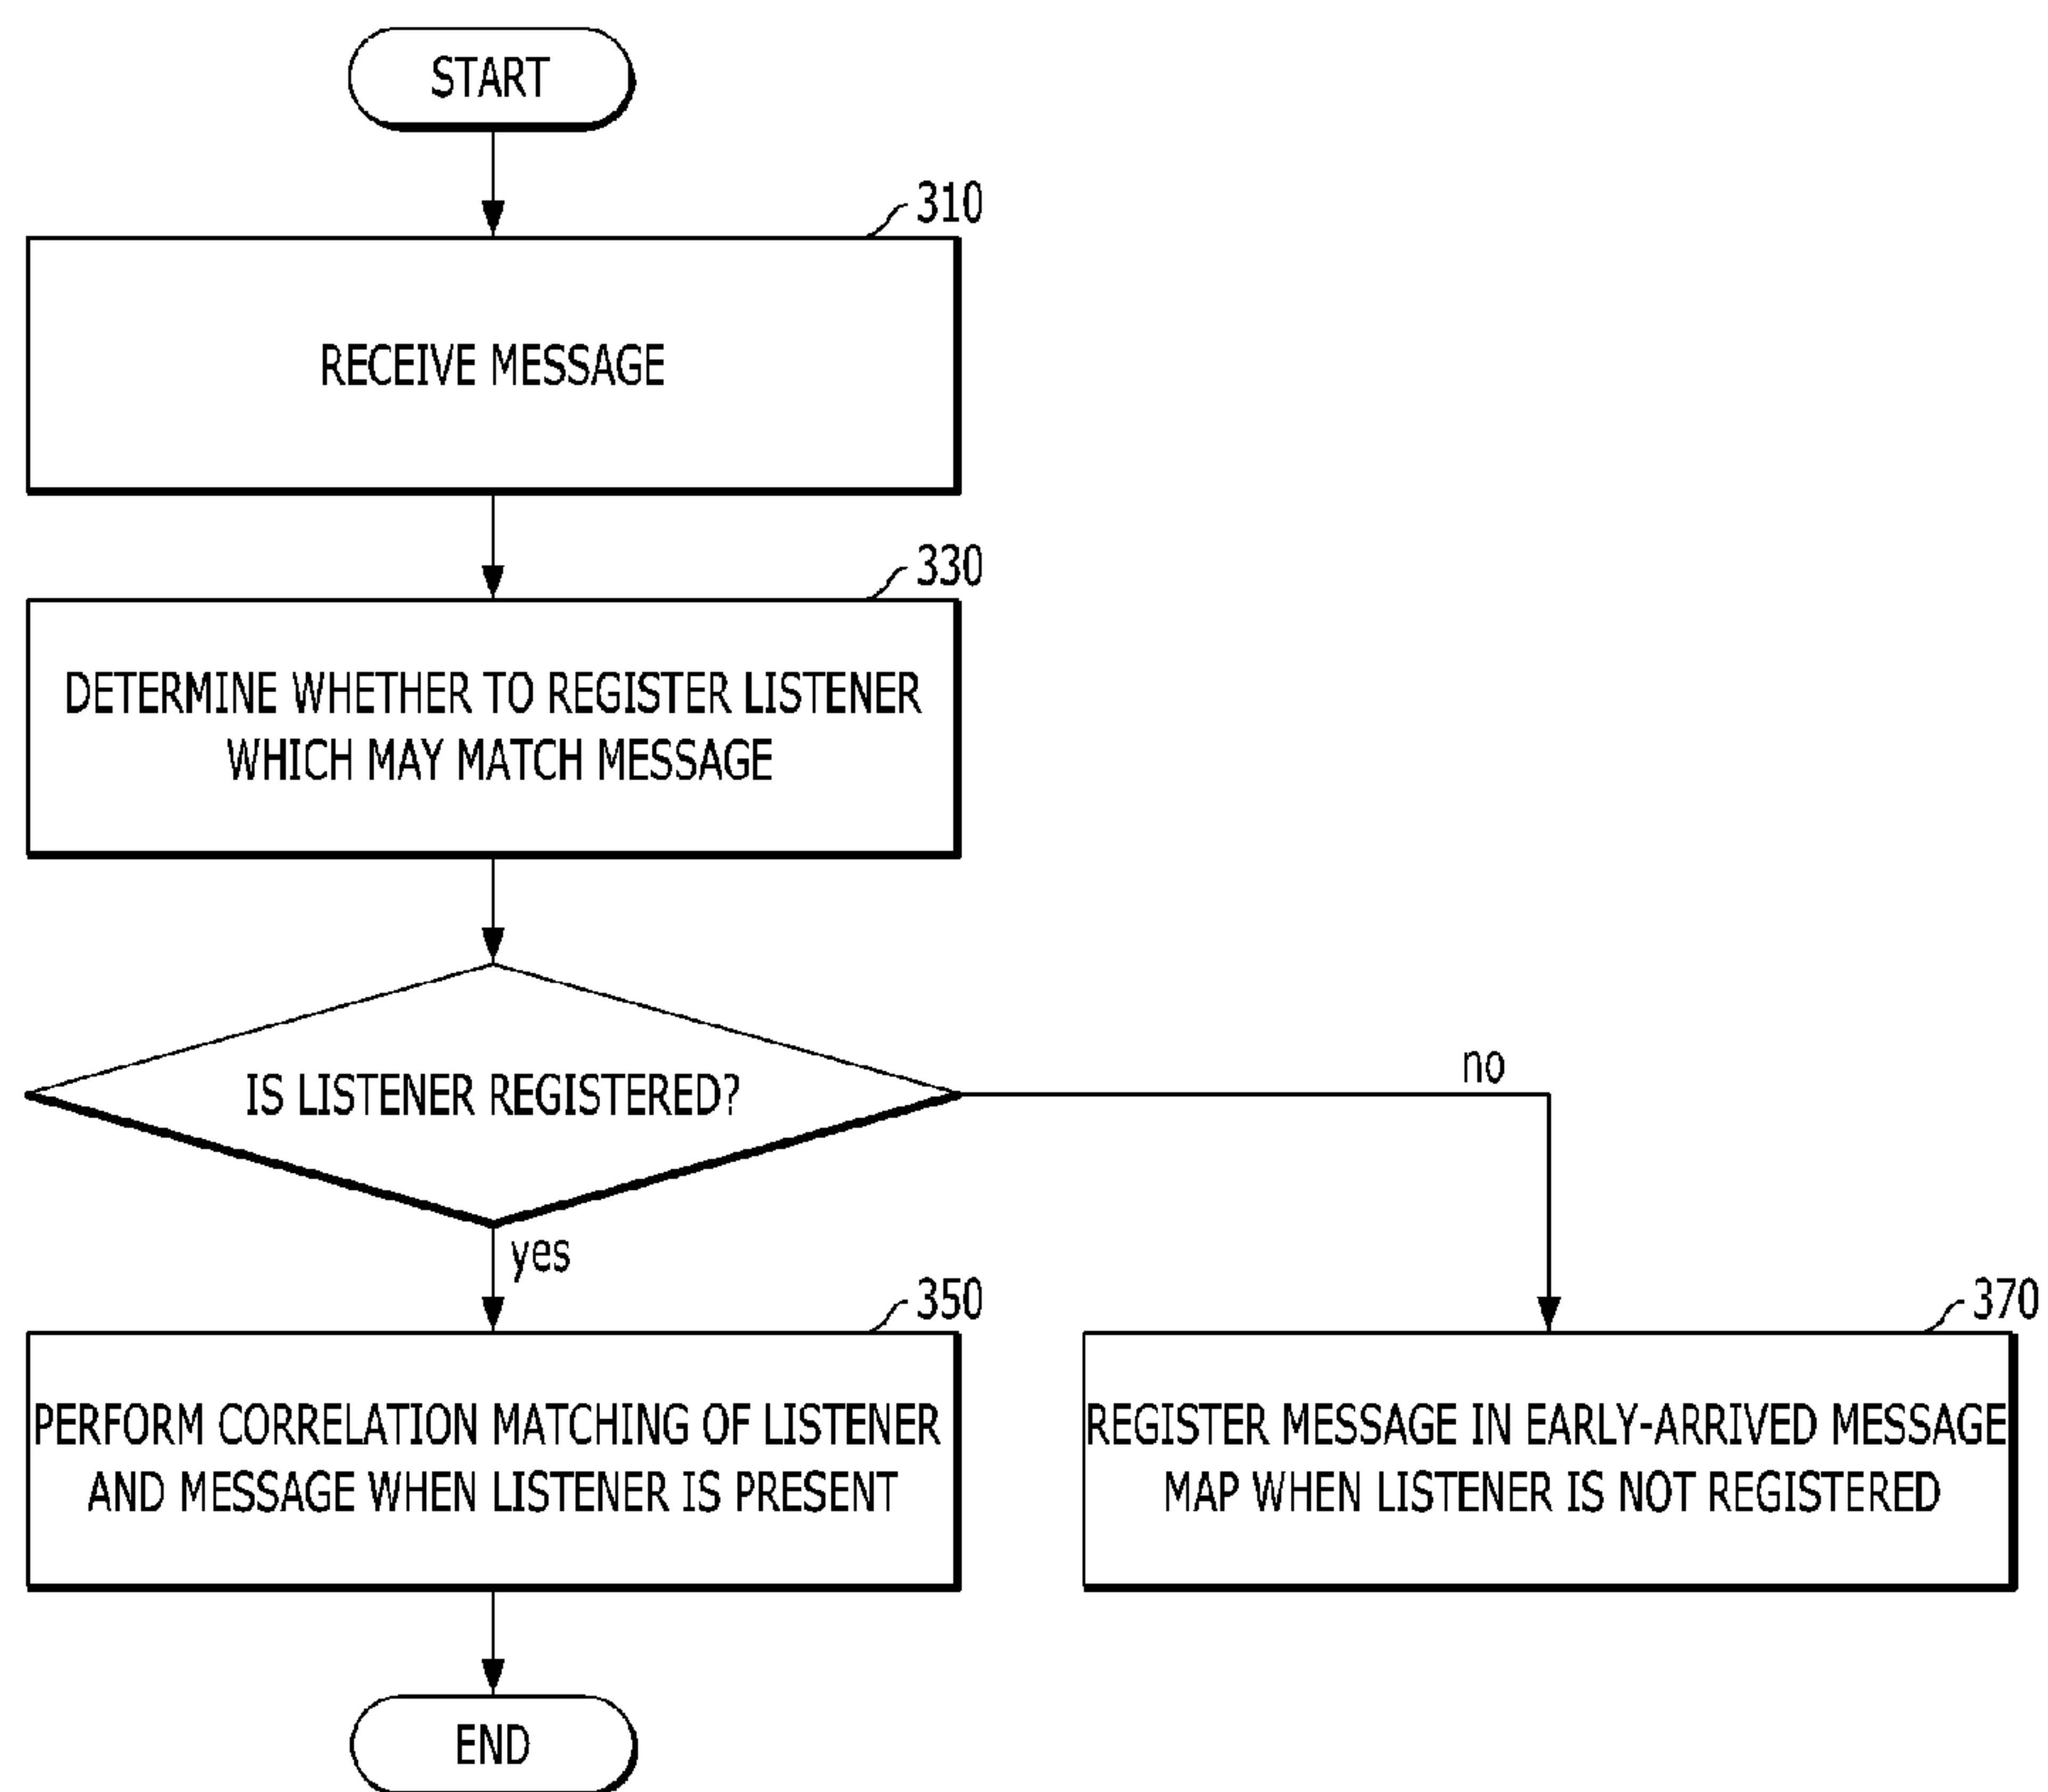 START
310
RECEIVE MESSAGE
330
DETERMINE WHETHER TO REGISTER LISTENER
WHICH MAY MATCH MESSAGE
IS LISTENER REGISTERED?
no
yes
350
PERFORM CORRELATION MATCHING OF LISTENER
AND MESSAGE WHEN LISTENER IS PRESENT
370
REGISTER MESSAGE IN EARLY-ARRIVED MESSAGE
MAP WHEN LISTENER IS NOT REGISTERED
END